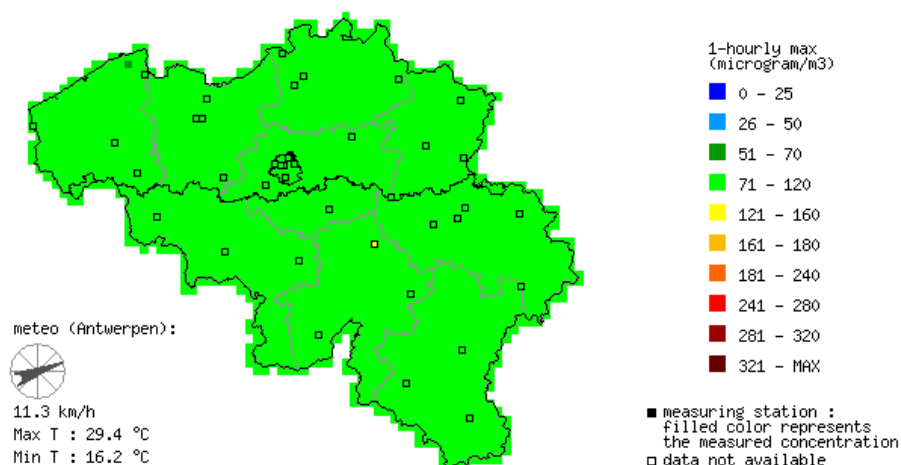 1-hourly max
(microgram/m3)
0 - 25
26 - 50
51 - 70
71 - 120
121 - 160
161 - 180
181 - 240
241 - 280
281 - 320
321 - MAX
meteo (Antwerpen):
11.3 km/h
Max T : 29.4 °C
Min T : 16.2 °C
measuring station :
filled color represents
the measured concentration
data not available